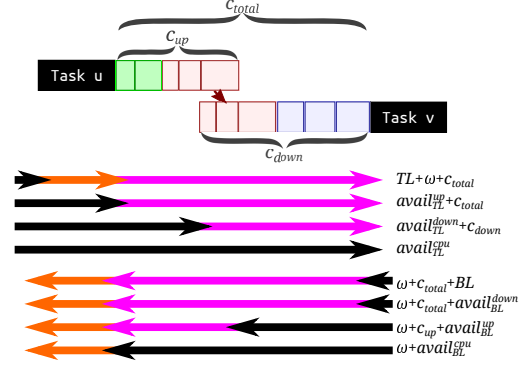 c_total
c_up
Task u
Task v
c_down
TL+ω+c_total
avail_TL^up+c_total
avail_TL^down+c_down
avail_TL^cpu
ω+c_total+BL
ω+c_total+avail_BL^down
ω+c_up+avail_BL^up
ω+avail_BL^cpu